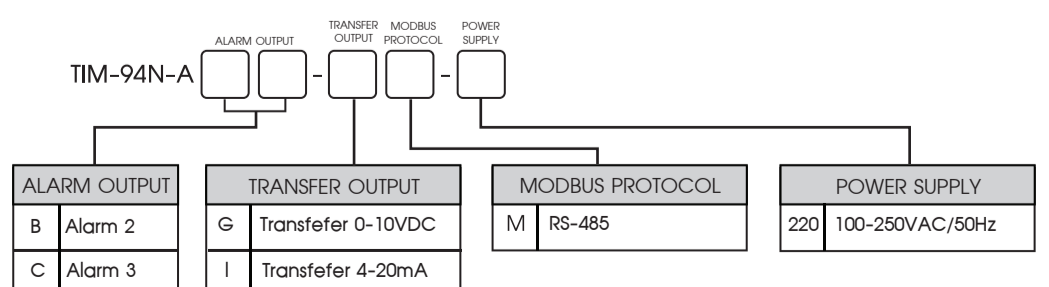 ALARM OUTPUT
TRANSFER OUTPUT
MODBUS PROTOCOL
POWER SUPPLY
TIM-94N-A - -
ALARM OUTPUT
B Alarm 2
C Alarm 3
TRANSFER OUTPUT
G Transfefer 0-10VDC
I Transfefer 4-20mA
MODBUS PROTOCOL
M RS-485
POWER SUPPLY
220 100-250VAC/50Hz